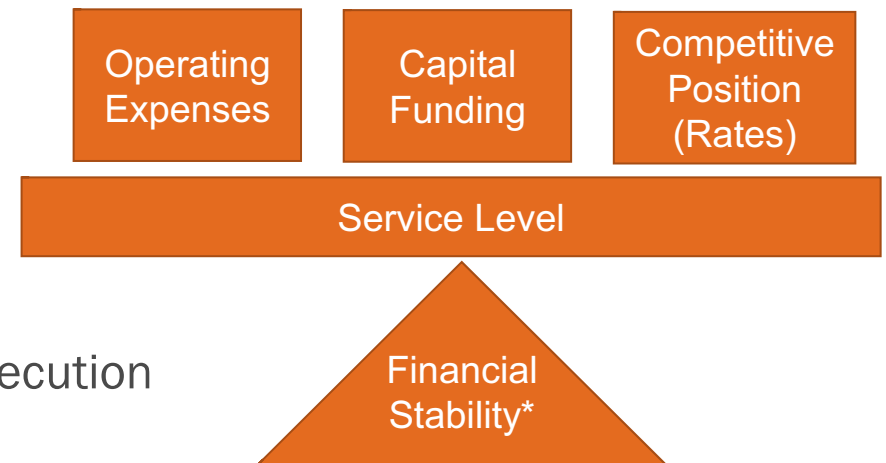 Operating
Expenses
Capital
Funding
Competitive
Position
(Rates)
Service Level
ecution
Financial
Stability*